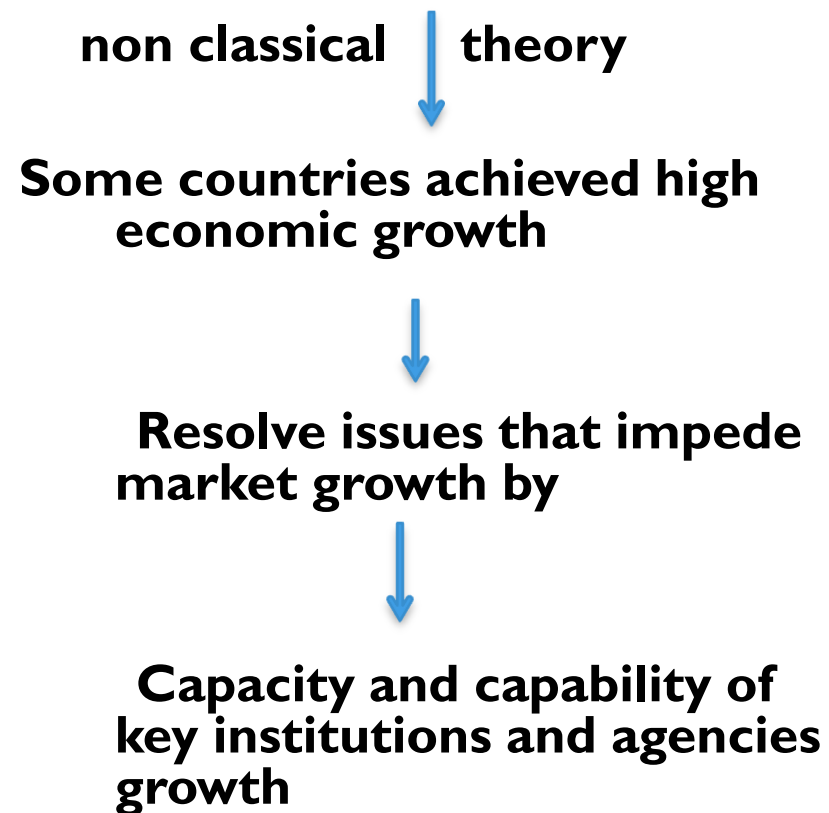 non classical theory
Some countries achieved high
economic growth
Resolve issues that impede
market growth by
Capacity and capability of
key institutions and agencies
growth